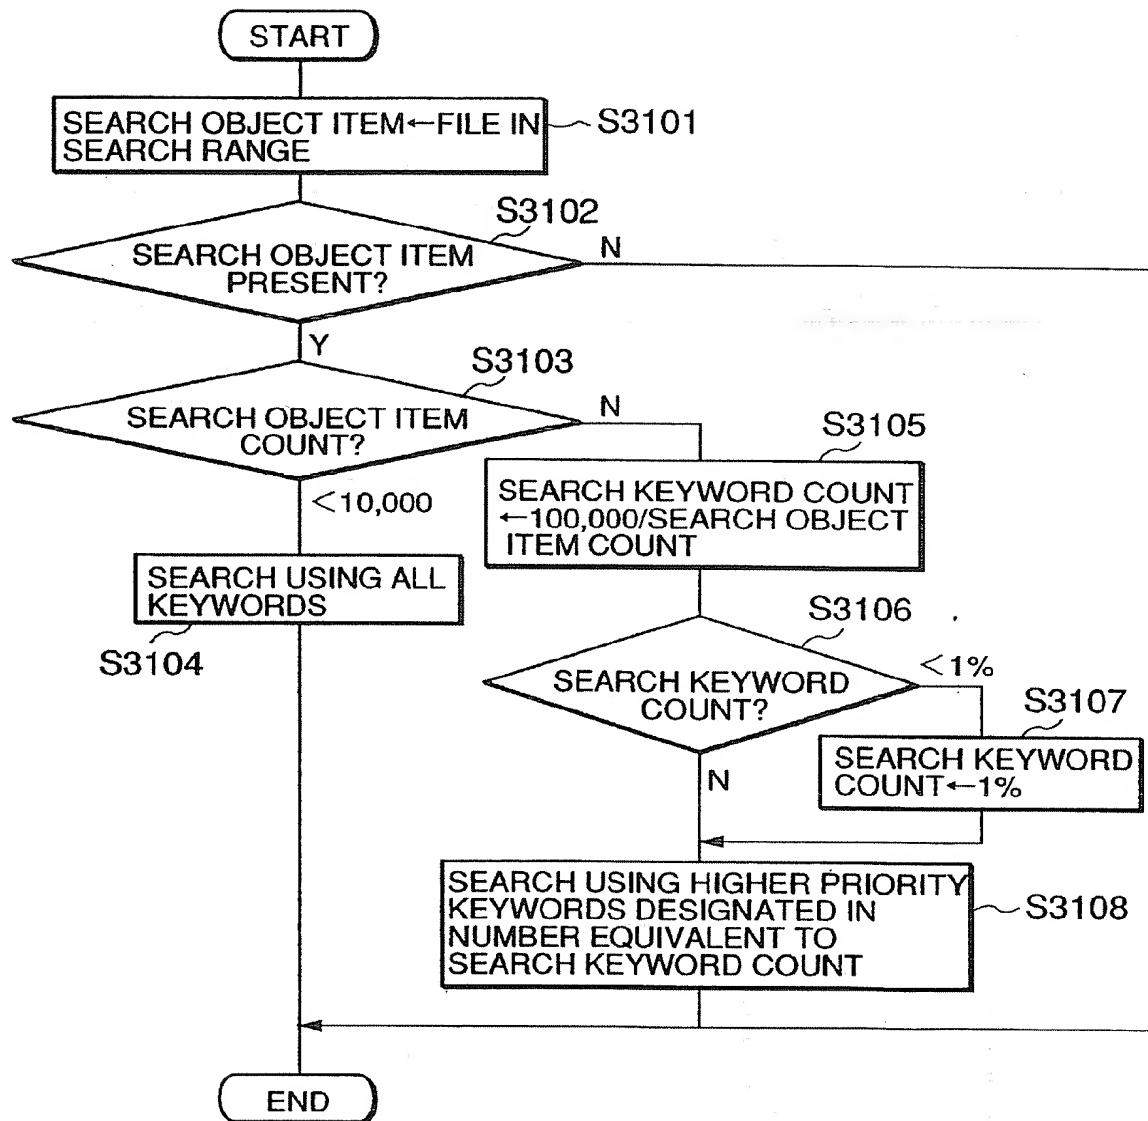 START
SEARCH OBJECT ITEM←FILE IN
SEARCH RANGE
S3101
S3102
SEARCH OBJECT ITEM
PRESENT?
N
Y
S3103
SEARCH OBJECT ITEM
COUNT?
N
<10,000
S3105
SEARCH KEYWORD COUNT
←100,000/SEARCH OBJECT
ITEM COUNT
SEARCH USING ALL
KEYWORDS
S3104
S3106
SEARCH KEYWORD
COUNT?
<1%
N
S3107
SEARCH KEYWORD
COUNT←1%
SEARCH USING HIGHER PRIORITY
KEYWORDS DESIGNATED IN
NUMBER EQUIVALENT TO
SEARCH KEYWORD COUNT
S3108
END